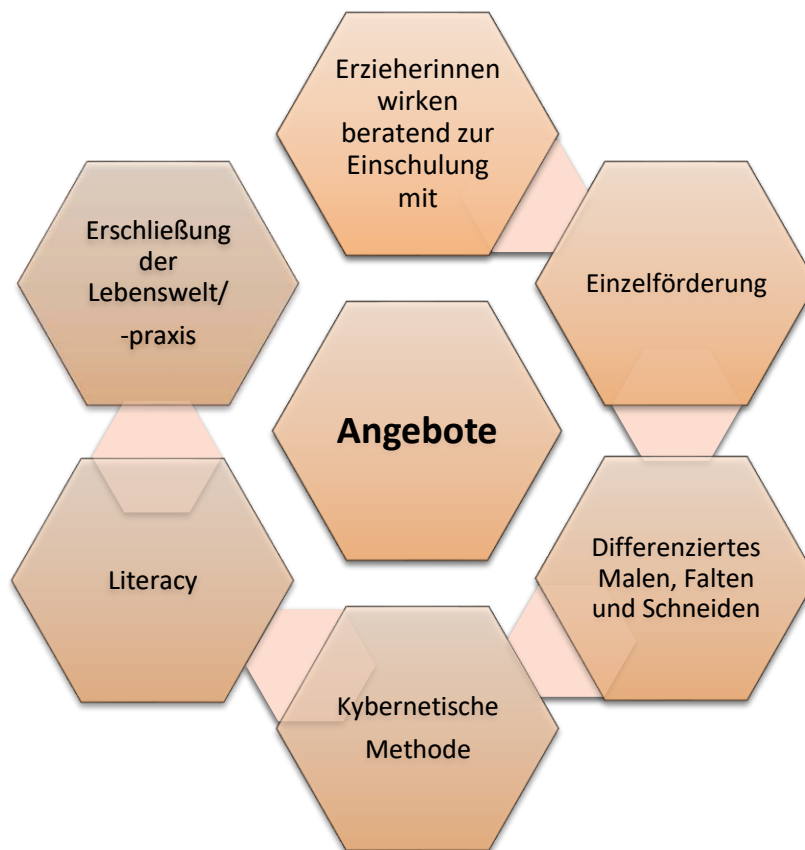 Erzieherinnen
wirken
beratend zur
Einschulung
mit
Einzelförderung
Differenziertes
Malen, Falten
und Schneiden
Kybernetische
Methode
Literacy
Erschließung
der
Lebenswelt/
-praxis
Angebote